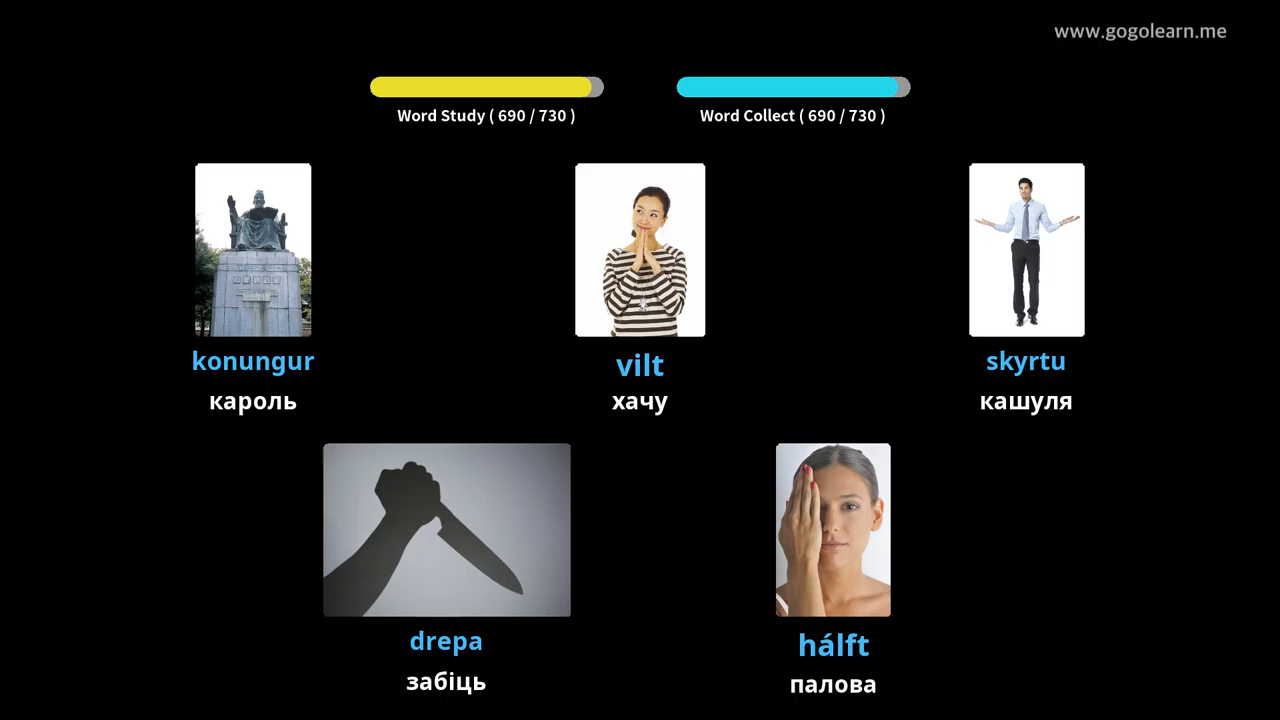 www.gogolearn.me
Word Study ( 690 / 730 )
Word Collect ( 690 / 730 )
konungur
vilt
skyrtu
кароль
хачу
кашуля
drepa
hálft
забіць
палова